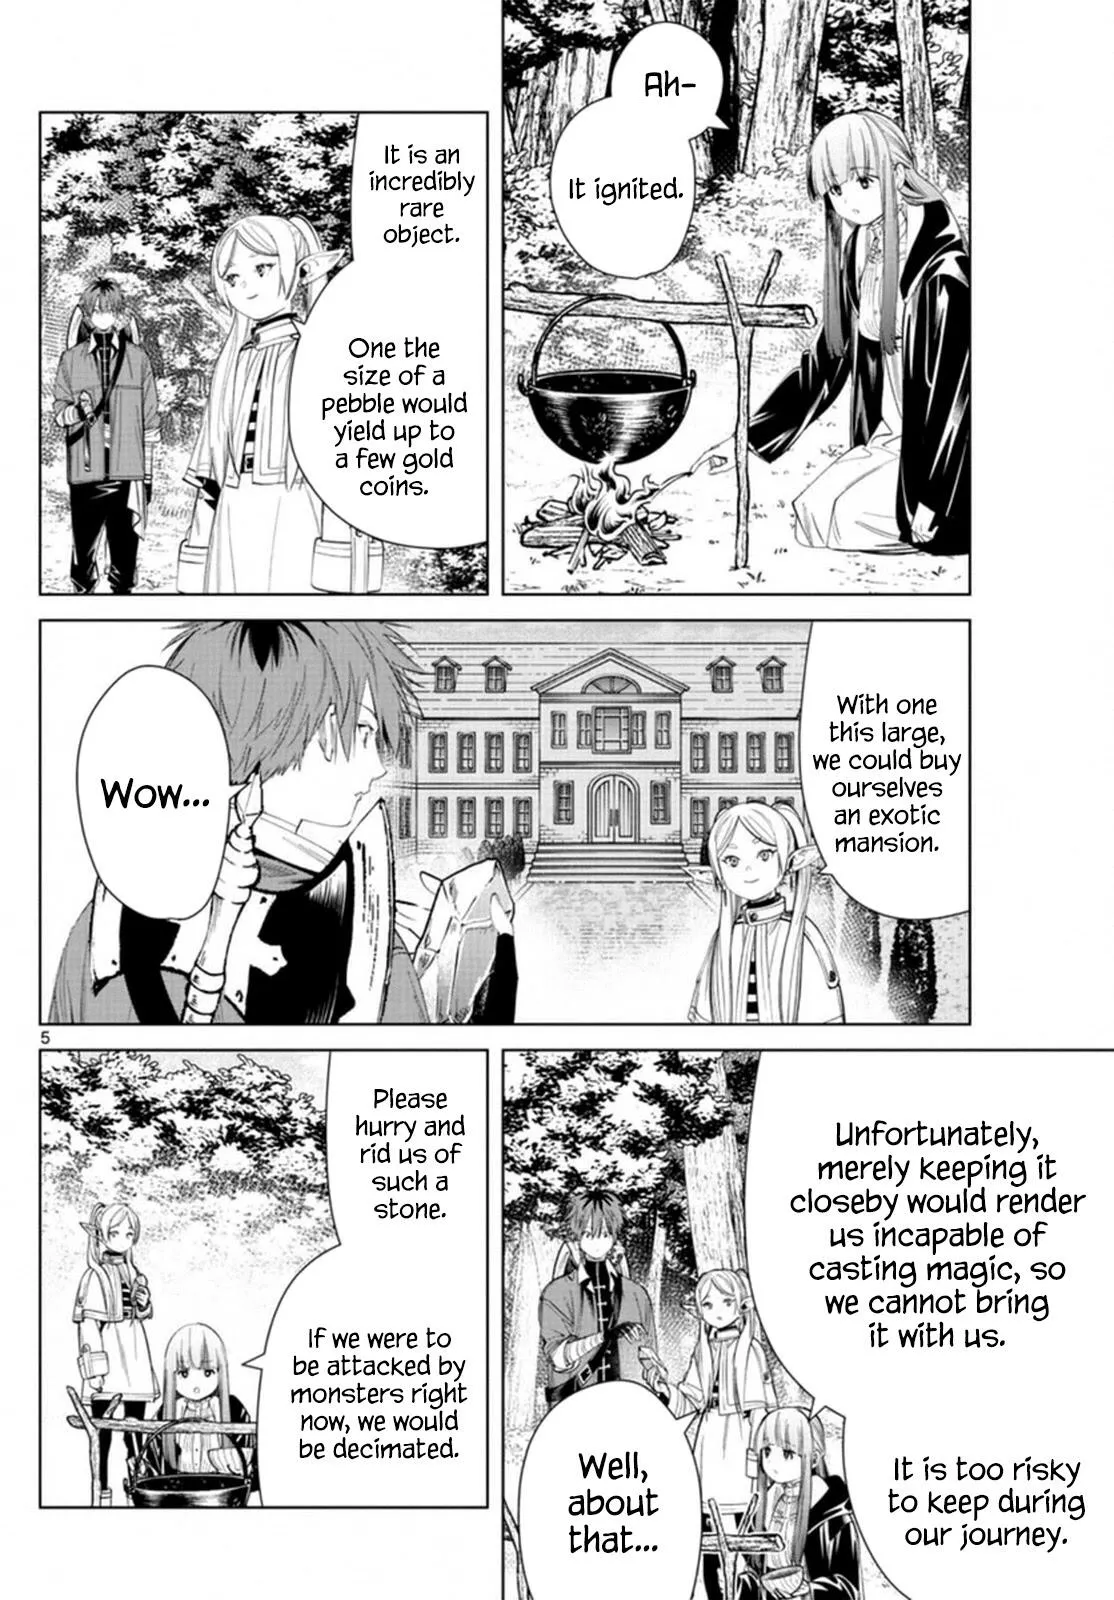 Ah-
It ignited.
It is an
incredibly
rare
object.
One the
size of a
pebble would
yield up to
a few gold
coins.
With one
this large,
we could buy
ourselves
an exotic
mansion.
Wow...
5
Unfortunately,
merely keeping it
closeby would render
us incapable of
casting magic, so
we cannot bring
it with us.
It is too risky
to keep during
our journey.
Well,
about
that...
Please
hurry and
rid us of
such a
stone.
If we were to
be attacked by
monsters right
now, we would
be decimated.